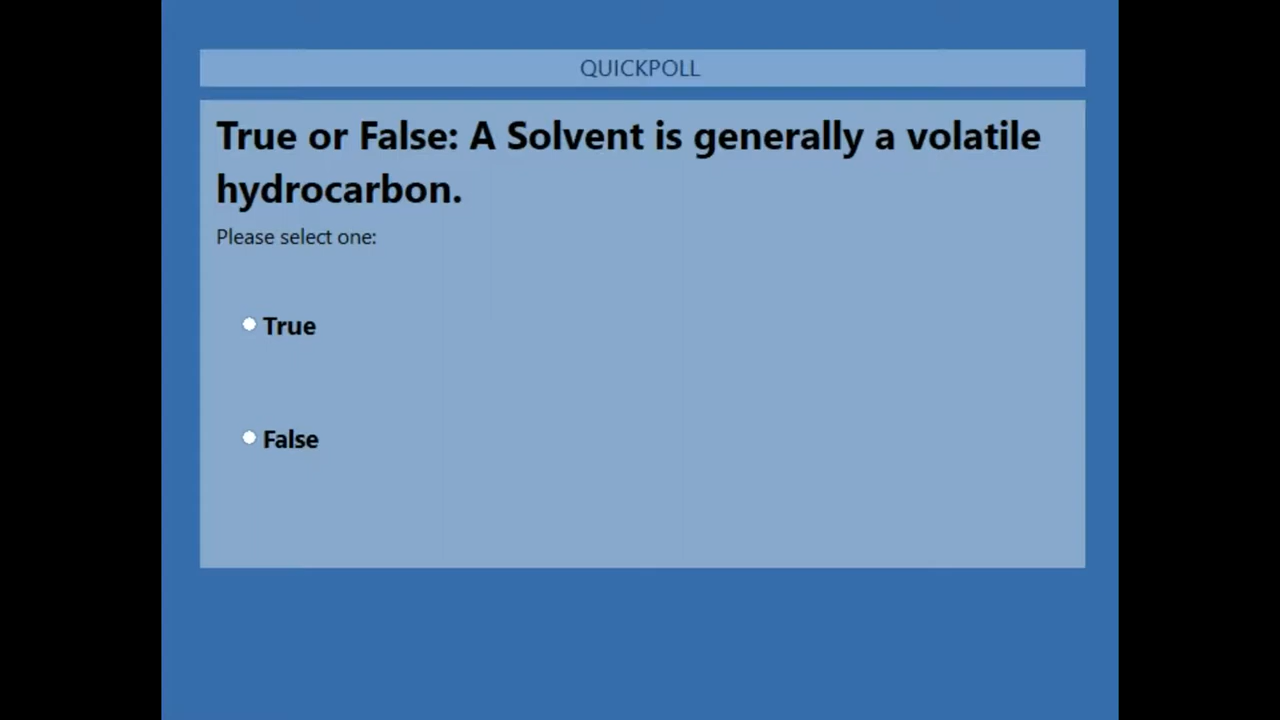 QUICKPOLL
True or False: A Solvent is generally a volatile
hydrocarbon.
Please select one:
True
False